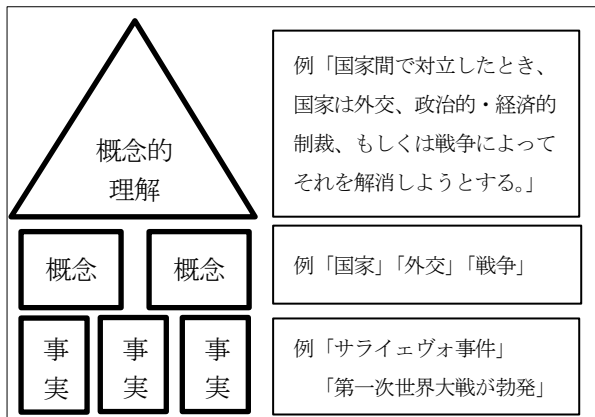 概念的
理解
例「国家間で対立したとき、
国家は外交、政治的・経済的
制裁、もしくは戦争によって
それを解消しようとする。」
概念
概念
例「国家」「外交」「戦争」
事実
事実
事実
例「サライェヴォ事件」
「第一次世界大戦が勃発」